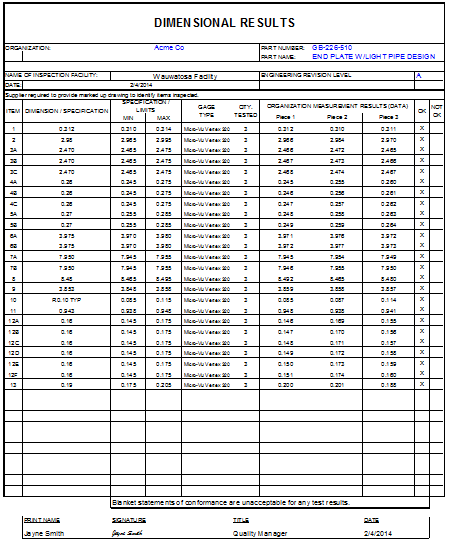 DIMENSIONAL RESULTS
ORGANIZATION: Acme Co PART NUMBER: GB-226-510
PART NAME: END PLATE W/LIGHT PIPE DESIGN
NAME OF INSPECTION FACILITY: Wauwatosa Facility ENGINEERING REVISION LEVEL A
DATE: 2/4/2014
Supplier required to provide marked up drawing to identify items inspected.
ITEM DIMENSION / SPECIFICATION SPECIFICATION / LIMITS MIN MAX GAGE TYPE QTY. TESTED ORGANIZATION MEASUREMENT RESULTS (DATA) Piece 1 Piece 2 Piece 3 OK NOT OK
1 0.312 0.310 0.314 Micro-Vu Vertex 320 3 0.312 0.310 0.311 X
2 2.98 2.965 2.995 Micro-Vu Vertex 320 3 2.966 2.984 2.970 X
3A 2.470 2.465 2.475 Micro-Vu Vertex 320 3 2.466 2.472 2.465 X
3B 2.470 2.465 2.475 Micro-Vu Vertex 320 3 2.467 2.473 2.466 X
3C 2.470 2.465 2.475 Micro-Vu Vertex 320 3 2.468 2.474 2.467 X
4A 0.26 0.245 0.275 Micro-Vu Vertex 320 3 0.245 0.255 0.260 X
4B 0.26 0.245 0.275 Micro-Vu Vertex 320 3 0.246 0.256 0.261 X
4C 0.26 0.245 0.275 Micro-Vu Vertex 320 3 0.247 0.257 0.262 X
5A 0.27 0.255 0.285 Micro-Vu Vertex 320 3 0.248 0.258 0.263 X
5B 0.27 0.255 0.285 Micro-Vu Vertex 320 3 0.249 0.259 0.264 X
6A 3.975 3.970 3.980 Micro-Vu Vertex 320 3 3.971 3.976 3.972 X
6B 3.975 3.970 3.980 Micro-Vu Vertex 320 3 3.972 3.977 3.973 X
7A 7.950 7.945 7.955 Micro-Vu Vertex 320 3 7.945 7.954 7.949 X
7B 7.950 7.945 7.955 Micro-Vu Vertex 320 3 7.946 7.955 7.950 X
8 8.48 8.465 8.495 Micro-Vu Vertex 320 3 8.492 8.465 8.480 X
9 3.853 3.848 3.858 Micro-Vu Vertex 320 3 3.859 3.858 3.857 X
10 R0.10 TYP 0.085 0.115 Micro-Vu Vertex 320 3 0.085 0.087 0.114 X
11 0.943 0.938 0.948 Micro-Vu Vertex 320 3 0.948 0.938 0.941 X
12A 0.16 0.145 0.175 Micro-Vu Vertex 320 3 0.146 0.169 0.155 X
12B 0.16 0.145 0.175 Micro-Vu Vertex 320 3 0.147 0.170 0.156 X
12C 0.16 0.145 0.175 Micro-Vu Vertex 320 3 0.148 0.171 0.157 X
12D 0.16 0.145 0.175 Micro-Vu Vertex 320 3 0.149 0.172 0.158 X
12E 0.16 0.145 0.175 Micro-Vu Vertex 320 3 0.150 0.173 0.159 X
12F 0.16 0.145 0.175 Micro-Vu Vertex 320 3 0.151 0.174 0.160 X
13 0.19 0.175 0.205 Micro-Vu Vertex 320 3 0.200 0.201 0.188 X
Blanket statements of conformance are unacceptable for any test results.
PRINT NAME SIGNATURE TITLE DATE
Jayne Smith Jayne Smith Quality Manager 2/4/2014